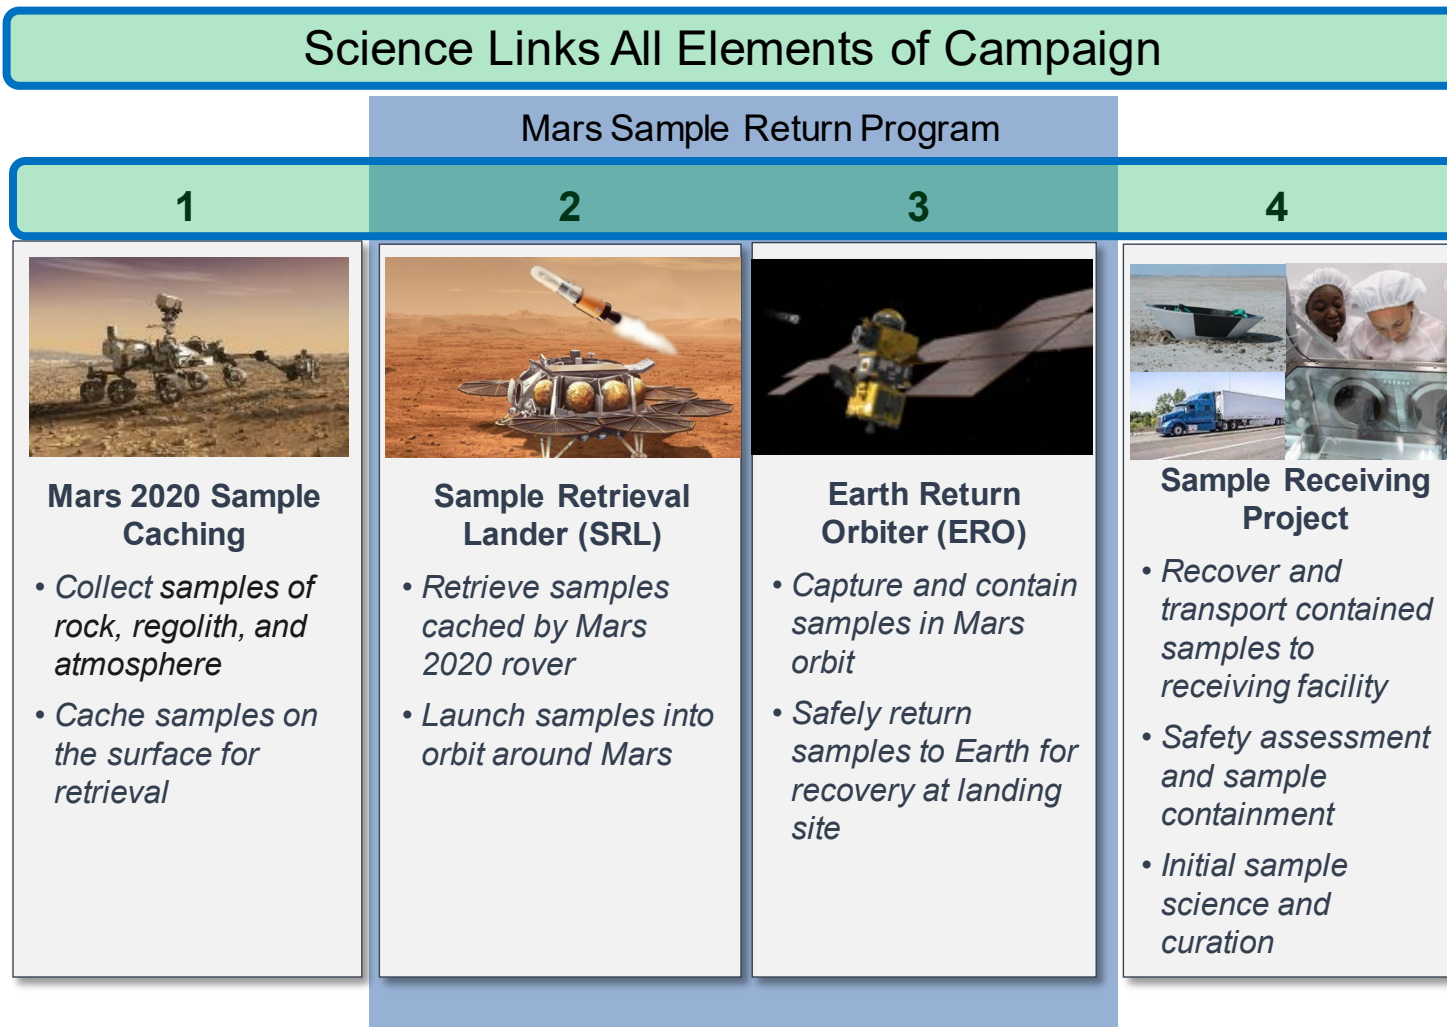 Science Links All Elements of Campaign
Mars Sample Return Program
1
2
3
4
Mars 2020 Sample
Caching
• Collect samples of
rock, regolith, and
atmosphere
• Cache samples on
the surface for
retrieval
Sample Retrieval
Lander (SRL)
• Retrieve samples
cached by Mars
2020 rover
• Launch samples into
orbit around Mars
Earth Return
Orbiter (ERO)
• Capture and contain
samples in Mars
orbit
• Safely return
samples to Earth for
recovery at landing
site
Sample Receiving
Project
• Recover and
transport contained
samples to
receiving facility
• Safety assessment
and sample
containment
• Initial sample
science and
curation